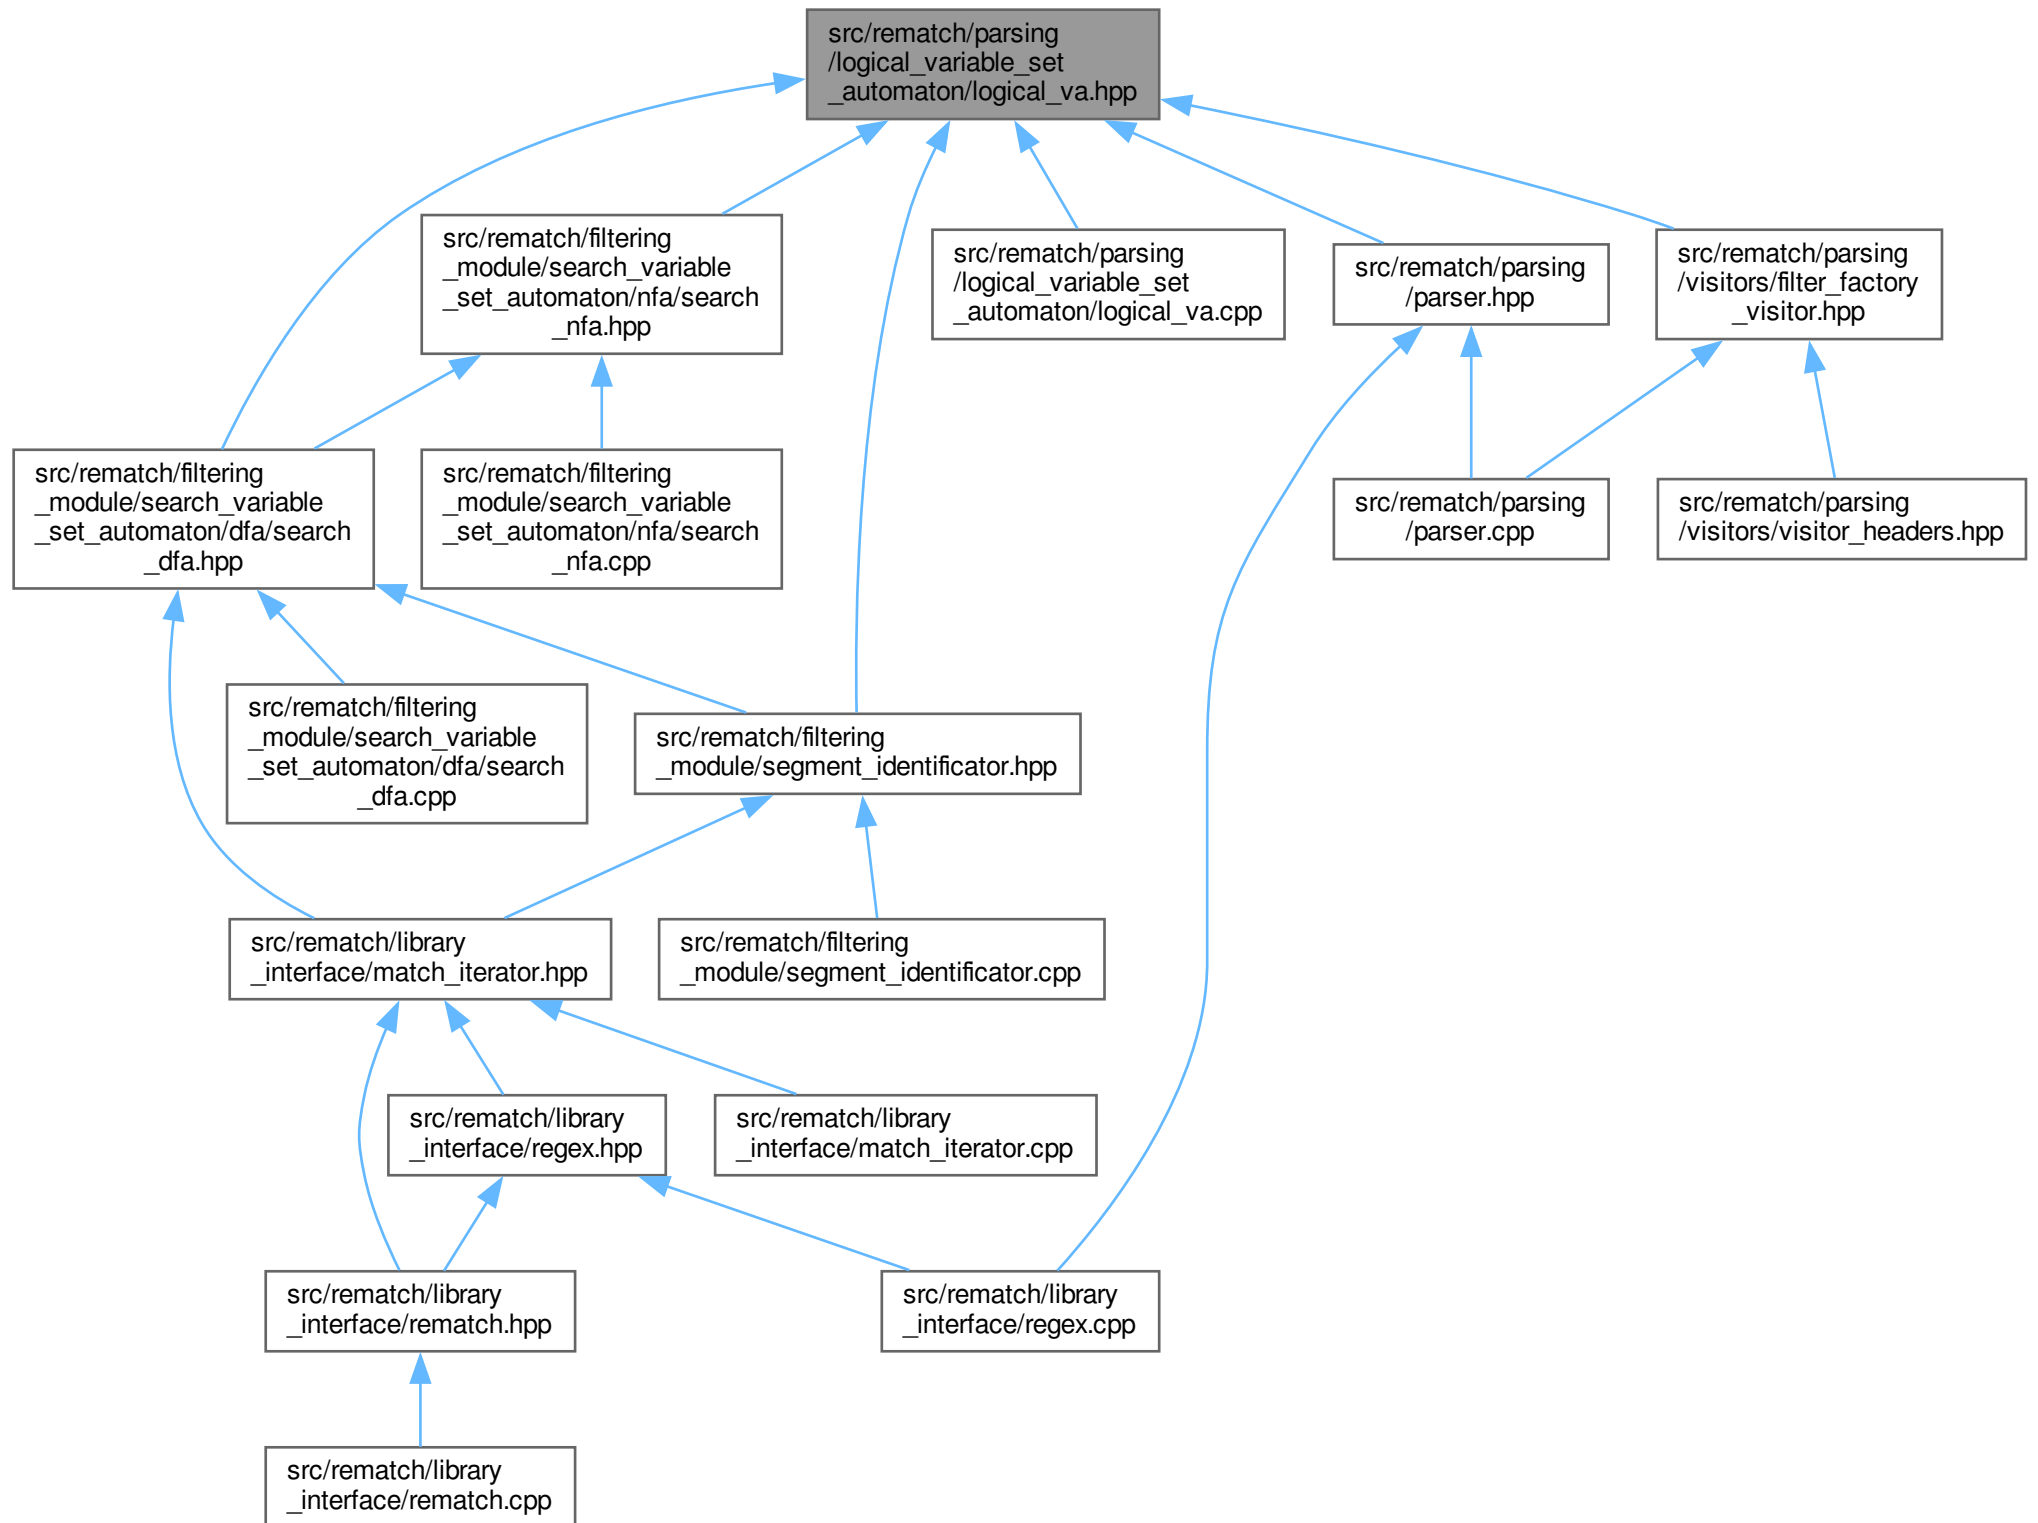 src/rematch/parsing
/logical_variable_set
_automaton/logical_va.hpp
src/rematch/filtering
_module/search_variable
_set_automaton/nfa/search
_nfa.hpp
src/rematch/parsing
/logical_variable_set
_automaton/logical_va.cpp
src/rematch/parsing
/parser.hpp
src/rematch/parsing
/visitors/filter_factory
_visitor.hpp
src/rematch/filtering
_module/search_variable
_set_automaton/dfa/search
_dfa.hpp
src/rematch/filtering
_module/search_variable
_set_automaton/nfa/search
_nfa.cpp
src/rematch/parsing
/parser.cpp
src/rematch/parsing
/visitors/visitor_headers.hpp
src/rematch/filtering
_module/search_variable
_set_automaton/dfa/search
_dfa.cpp
src/rematch/filtering
_module/segment_identificator.hpp
src/rematch/library
_interface/match_iterator.hpp
src/rematch/filtering
_module/segment_identificator.cpp
src/rematch/library
_interface/regex.hpp
src/rematch/library
_interface/match_iterator.cpp
src/rematch/library
_interface/rematch.hpp
src/rematch/library
_interface/regex.cpp
src/rematch/library
_interface/rematch.cpp